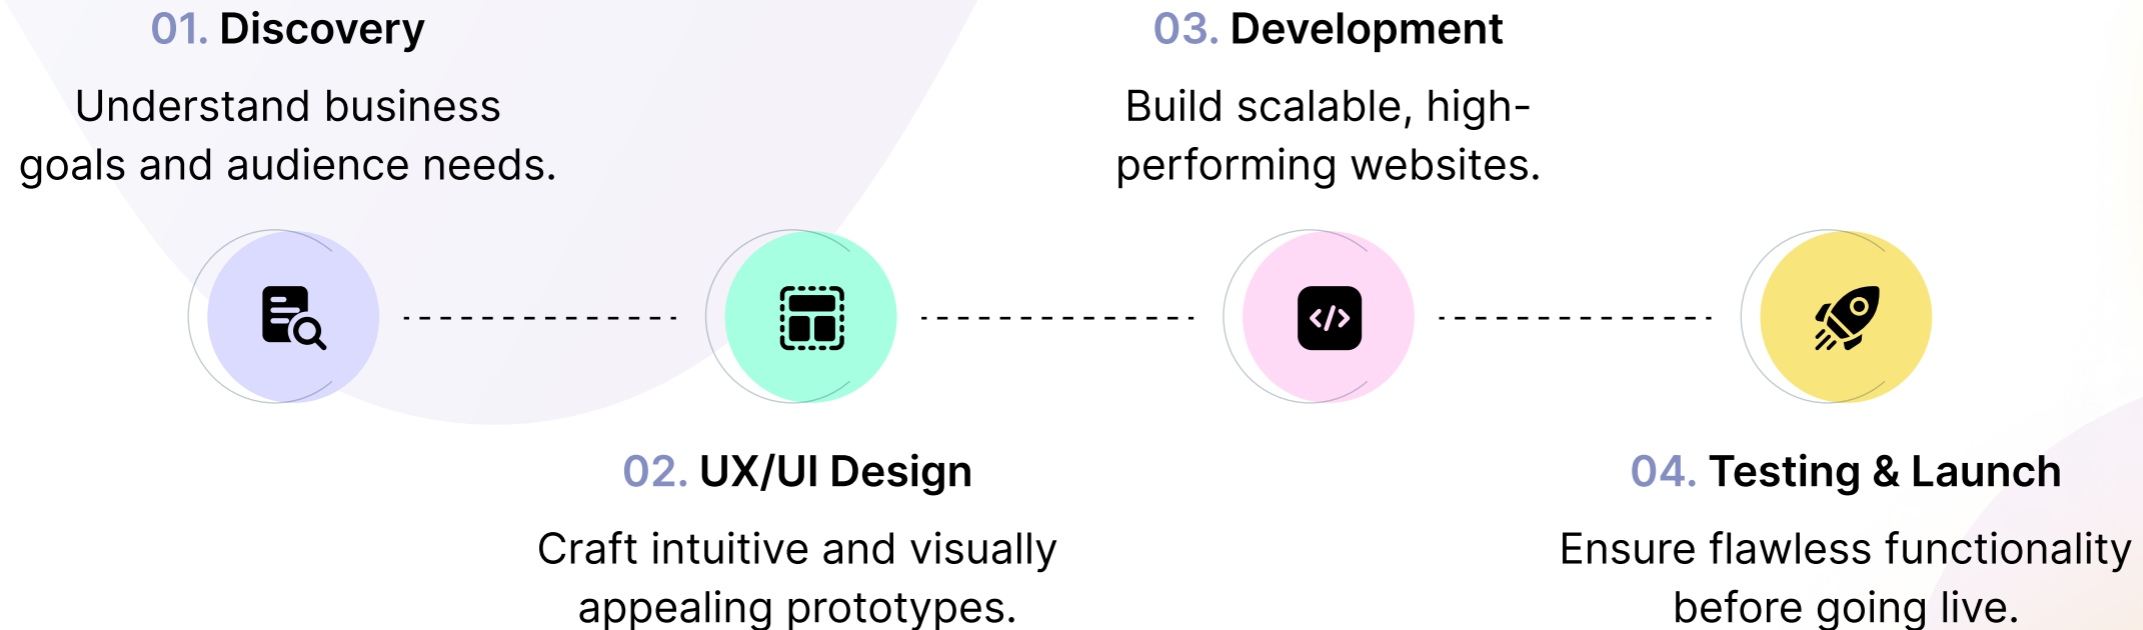 01. Discovery
Understand business
goals and audience needs.
02. UX/UI Design
Craft intuitive and visually
appealing prototypes.
03. Development
Build scalable, high-
performing websites.
04. Testing & Launch
Ensure flawless functionality
before going live.